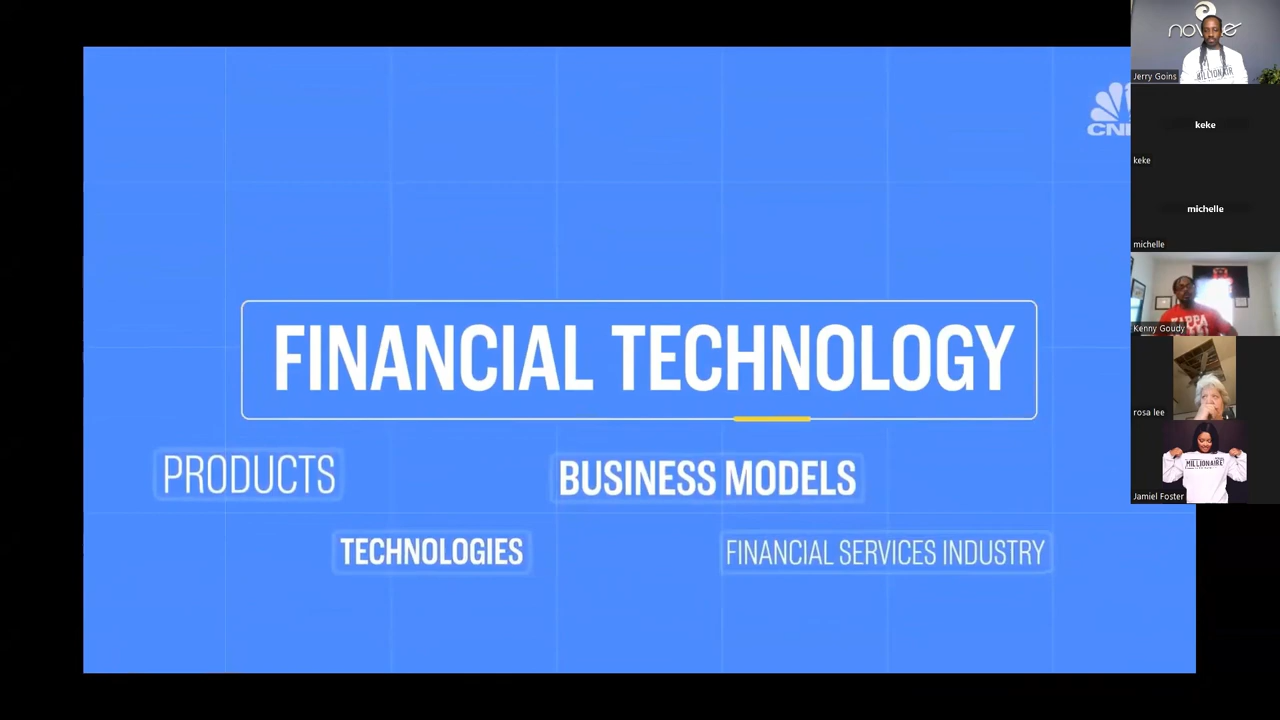 FINANCIAL TECHNOLOGY
PRODUCTS
BUSINESS MODELS
TECHNOLOGIES
FINANCIAL SERVICES INDUSTRY
Jerry Goins
keke
keke
michelle
michelle
Kenny Goudy
rosa lee
MILLIONAIRE
Jamiel Foster